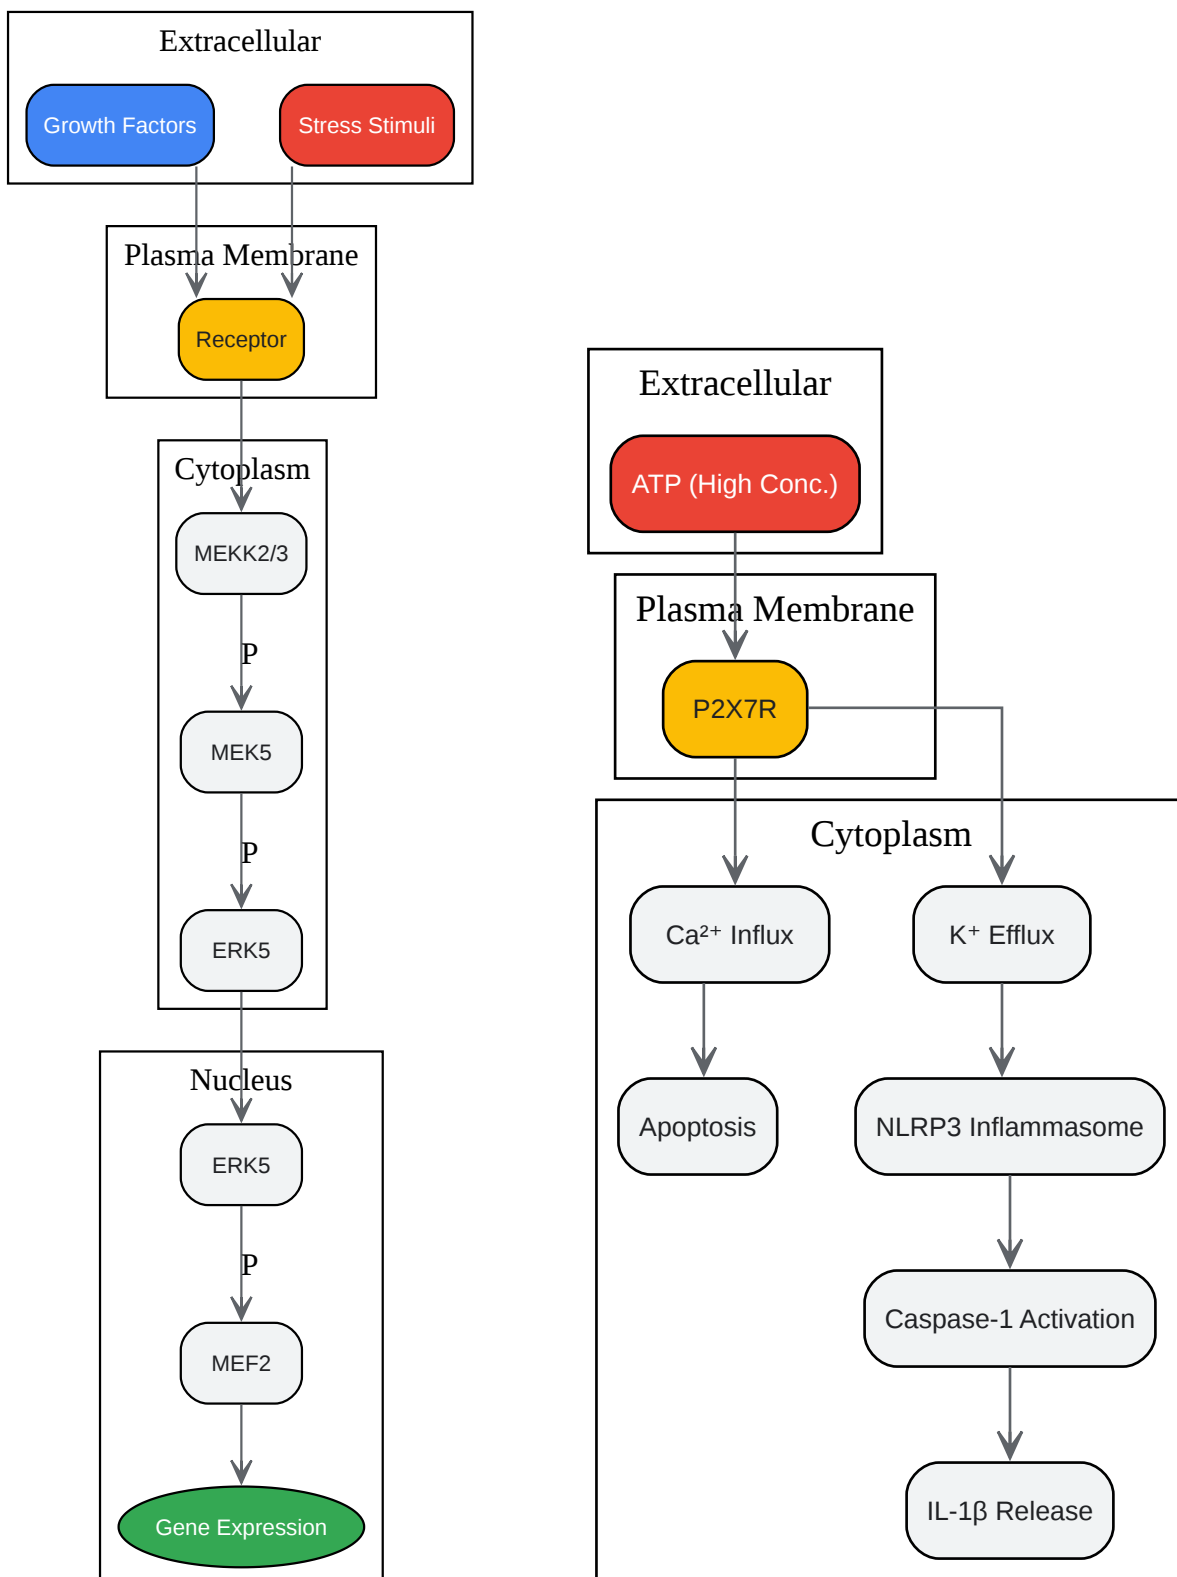 Extracellular
Growth Factors
Stress Stimuli
Plasma Membrane
Receptor
Cytoplasm
MEKK2/3
P
MEK5
P
ERK5
Nucleus
ERK5
P
MEF2
Gene Expression
Extracellular
ATP (High Conc.)
Plasma Membrane
P2X7R
Cytoplasm
Ca²⁺ Influx
K⁺ Efflux
Apoptosis
NLRP3 Inflammasome
Caspase-1 Activation
IL-1β Release